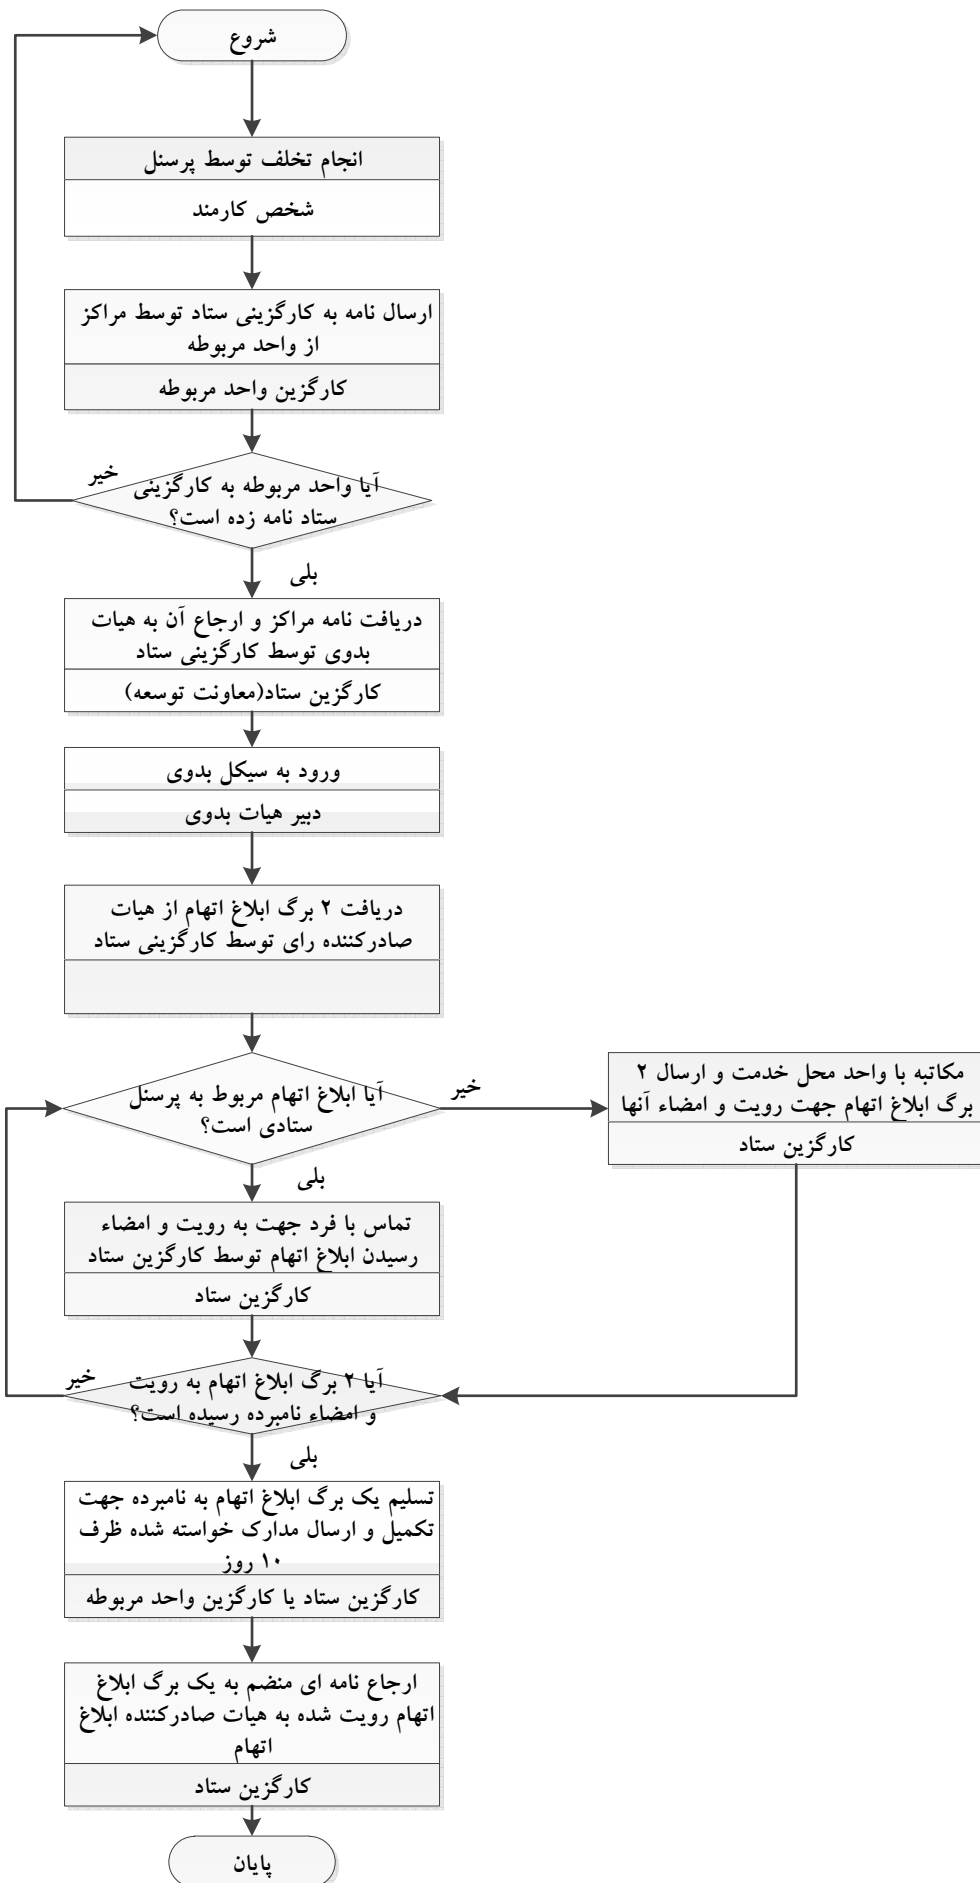 شروع
انجام تخلف توسط پرسنل
شخص کارمند
ارسال نامه به کارگزینی ستاد توسط مراکز
از واحد مربوطه
کارگزین واحد مربوطه
خیر
آیا واحد مربوطه به کارگزینی
ستاد نامه زده است؟
بلی
دریافت نامه مراکز و ارجاع آن به هیات
بدوی توسط کارگزینی ستاد
کارگزین ستاد(معاونت توسعه)
ورود به سیکل بدوی
دبیر هیات بدوی
دریافت ۲ برگ ابلاغ اتهام از هیات
صادرکننده رای توسط کارگزینی ستاد
آیا ابلاغ اتهام مربوط به پرسنل
ستادی است؟
خیر
مکاتبه با واحد محل خدمت و ارسال ۲
برگ ابلاغ اتهام جهت رویت و امضاء آنها
کارگزین ستاد
بلی
تماس با فرد جهت به رویت و امضاء
رسیدن ابلاغ اتهام توسط کارگزین ستاد
کارگزین ستاد
خیر
آیا ۲ برگ ابلاغ اتهام به رویت
و امضاء نامبرده رسیده است؟
بلی
تسلیم یک برگ ابلاغ اتهام به نامبرده جهت
تکمیل و ارسال مدارک خواسته شده ظرف
۱۰ روز
کارگزین ستاد یا کارگزین واحد مربوطه
ارجاع نامه ای منضم به یک برگ ابلاغ
اتهام رویت شده به هیات صادرکننده ابلاغ
اتهام
کارگزین ستاد
پایان